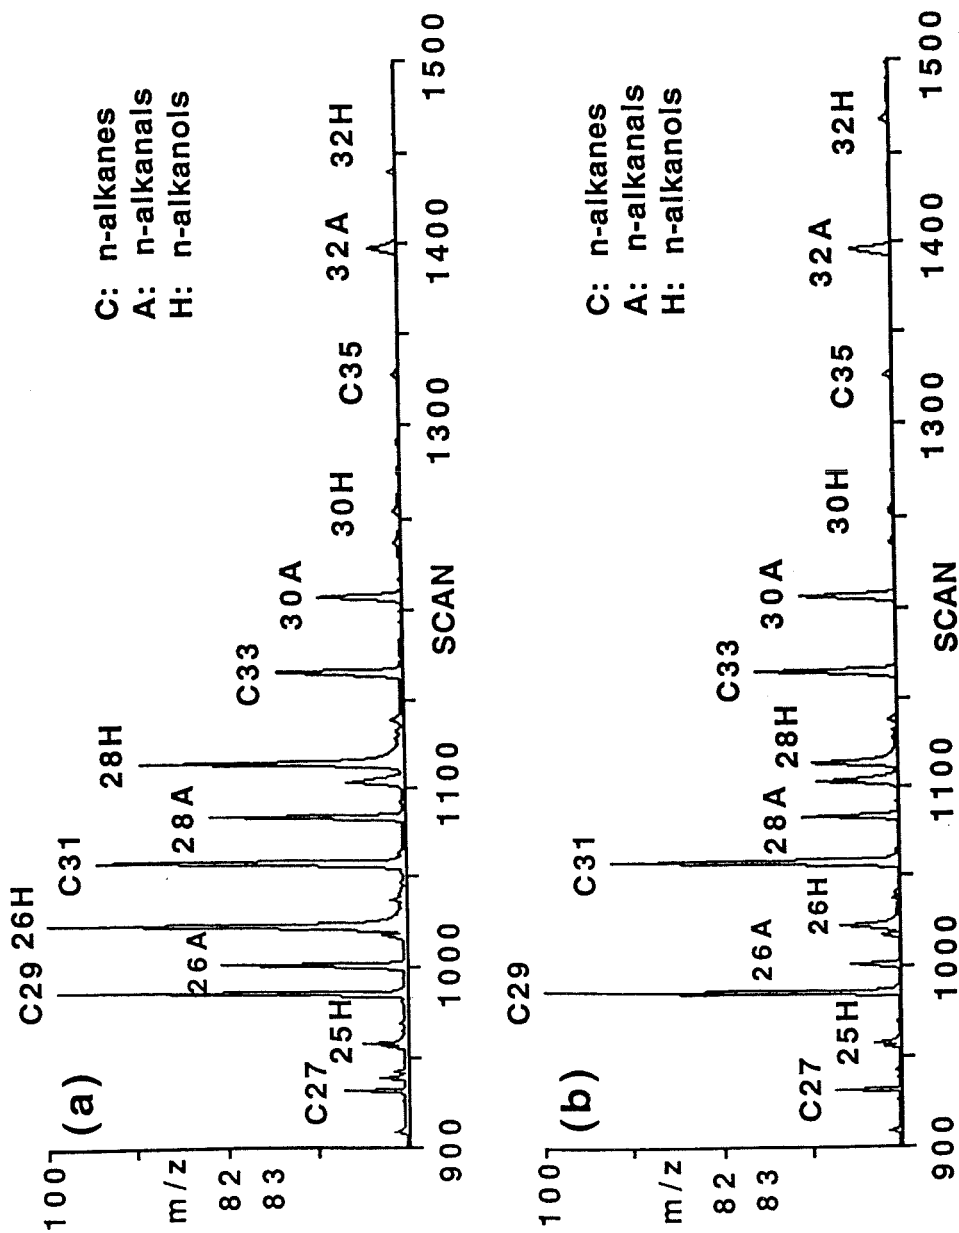 (a)
C: n-alkanes
A: n-alkanals
H: n-alkanols
100
m/z
82
83
C27
25H
C29
26A
26H
C31
28A
28H
C33
30A
30H
C35
32A
32H
900
1000
1100
SCAN
1300
1400
1500
(b)
C: n-alkanes
A: n-alkanals
H: n-alkanols
100
m/z
82
83
C27
25H
C29
26A
26H
C31
28A
28H
C33
30A
30H
C35
32A
32H
900
1000
1100
SCAN
1300
1400
1500